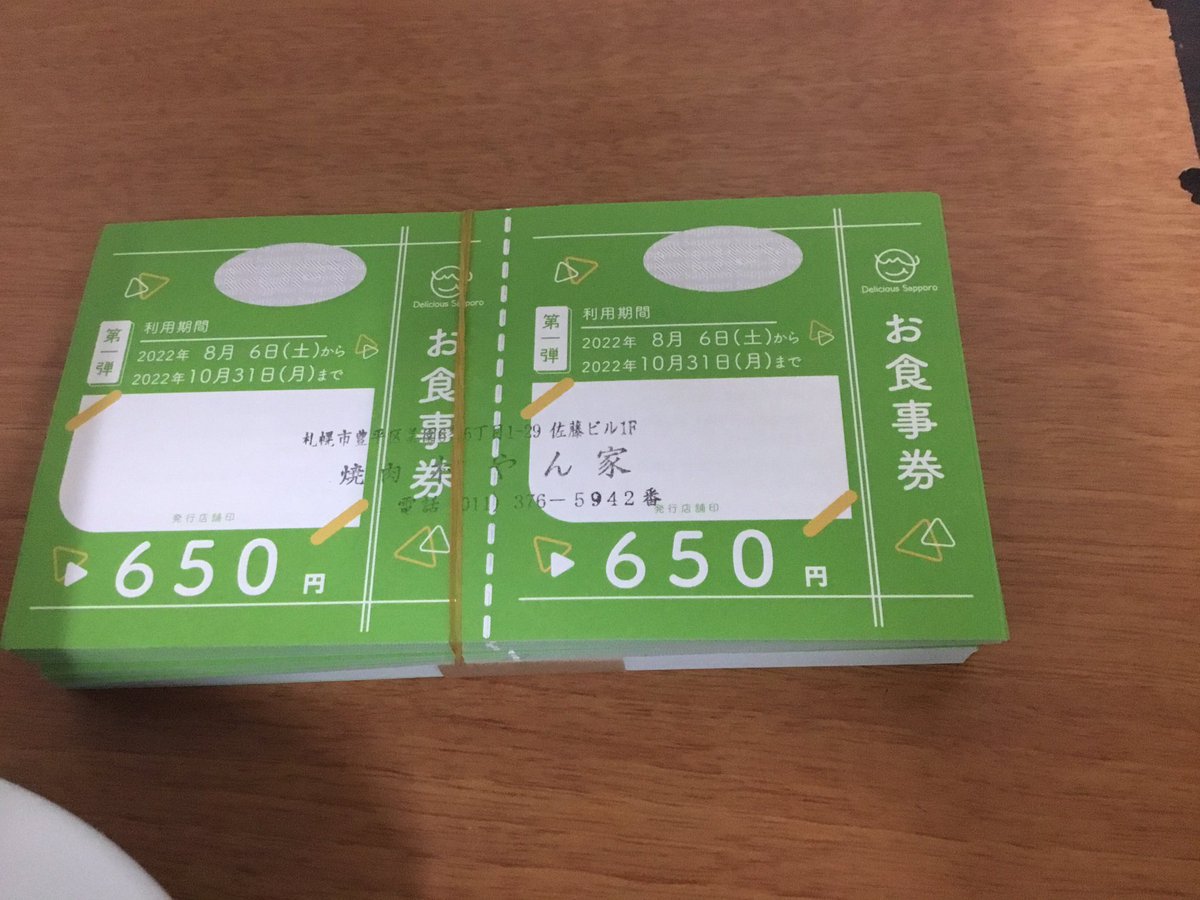 第一弾
利用期間
2022年 8月 6日(土)から
2022年10月31日(月)まで
発行店舗印
650円
Delicious Sapporo
お食事券
札幌市豊平区 5丁目1-29 佐藤ビル1F
焼肉 やん家
電話 (011) 376-5942番
第一弾
利用期間
2022年 8月 6日(土)から
2022年10月31日(月)まで
発行店舗印
650円
Delicious Sapporo
お食事券